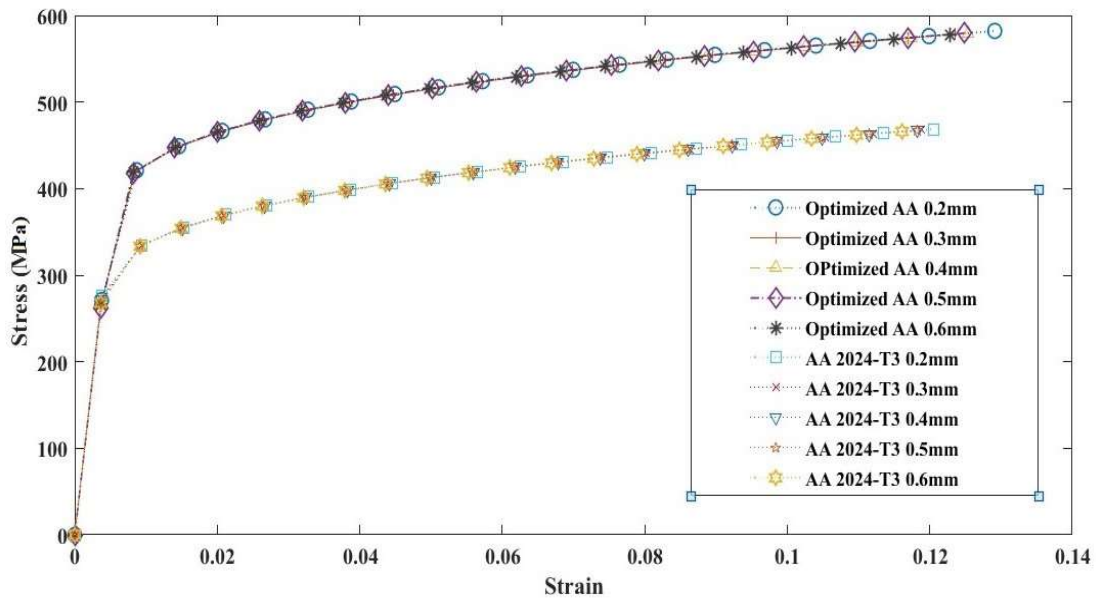 600
500
400
300
200
100
0
Stress (MPa)
0 0.02 0.04 0.06 0.08 0.1 0.12 0.14
Strain
Optimized AA 0.2mm
Optimized AA 0.3mm
OPtimized AA 0.4mm
Optimized AA 0.5mm
Optimized AA 0.6mm
AA 2024-T3 0.2mm
AA 2024-T3 0.3mm
AA 2024-T3 0.4mm
AA 2024-T3 0.5mm
AA 2024-T3 0.6mm